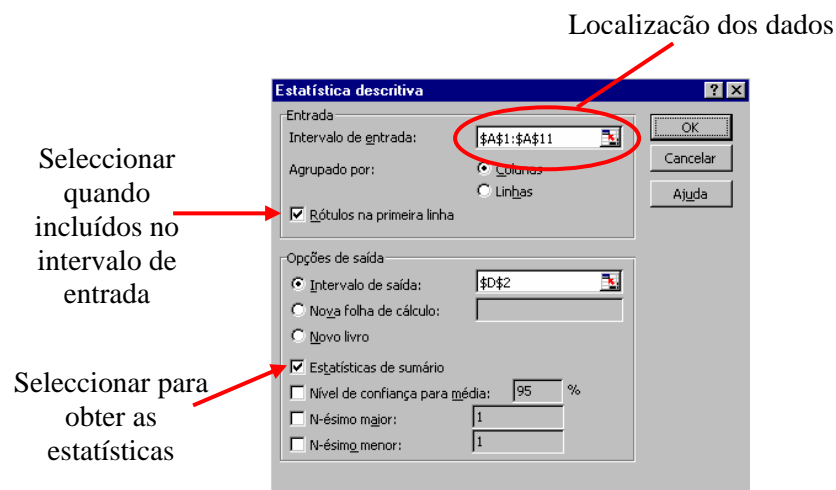 Localizacão dos dados
Estatística descritiva
Entrada
Intervalo de entrada: $A$1:$A$11
OK
Agrupado por: Colunas
Cancelar
Linhas
Ajuda
Rótulos na primeira linha
Seleccionar
quando
incluídos no
intervalo de
entrada
Opções de saída
Intervalo de saída: $D$2
Nova folha de cálculo:
Novo livro
Estatísticas de sumário
Nível de confiança para média: 95 %
N-ésimo maior: 1
N-ésimo menor: 1
Seleccionar para
obter as
estatísticas